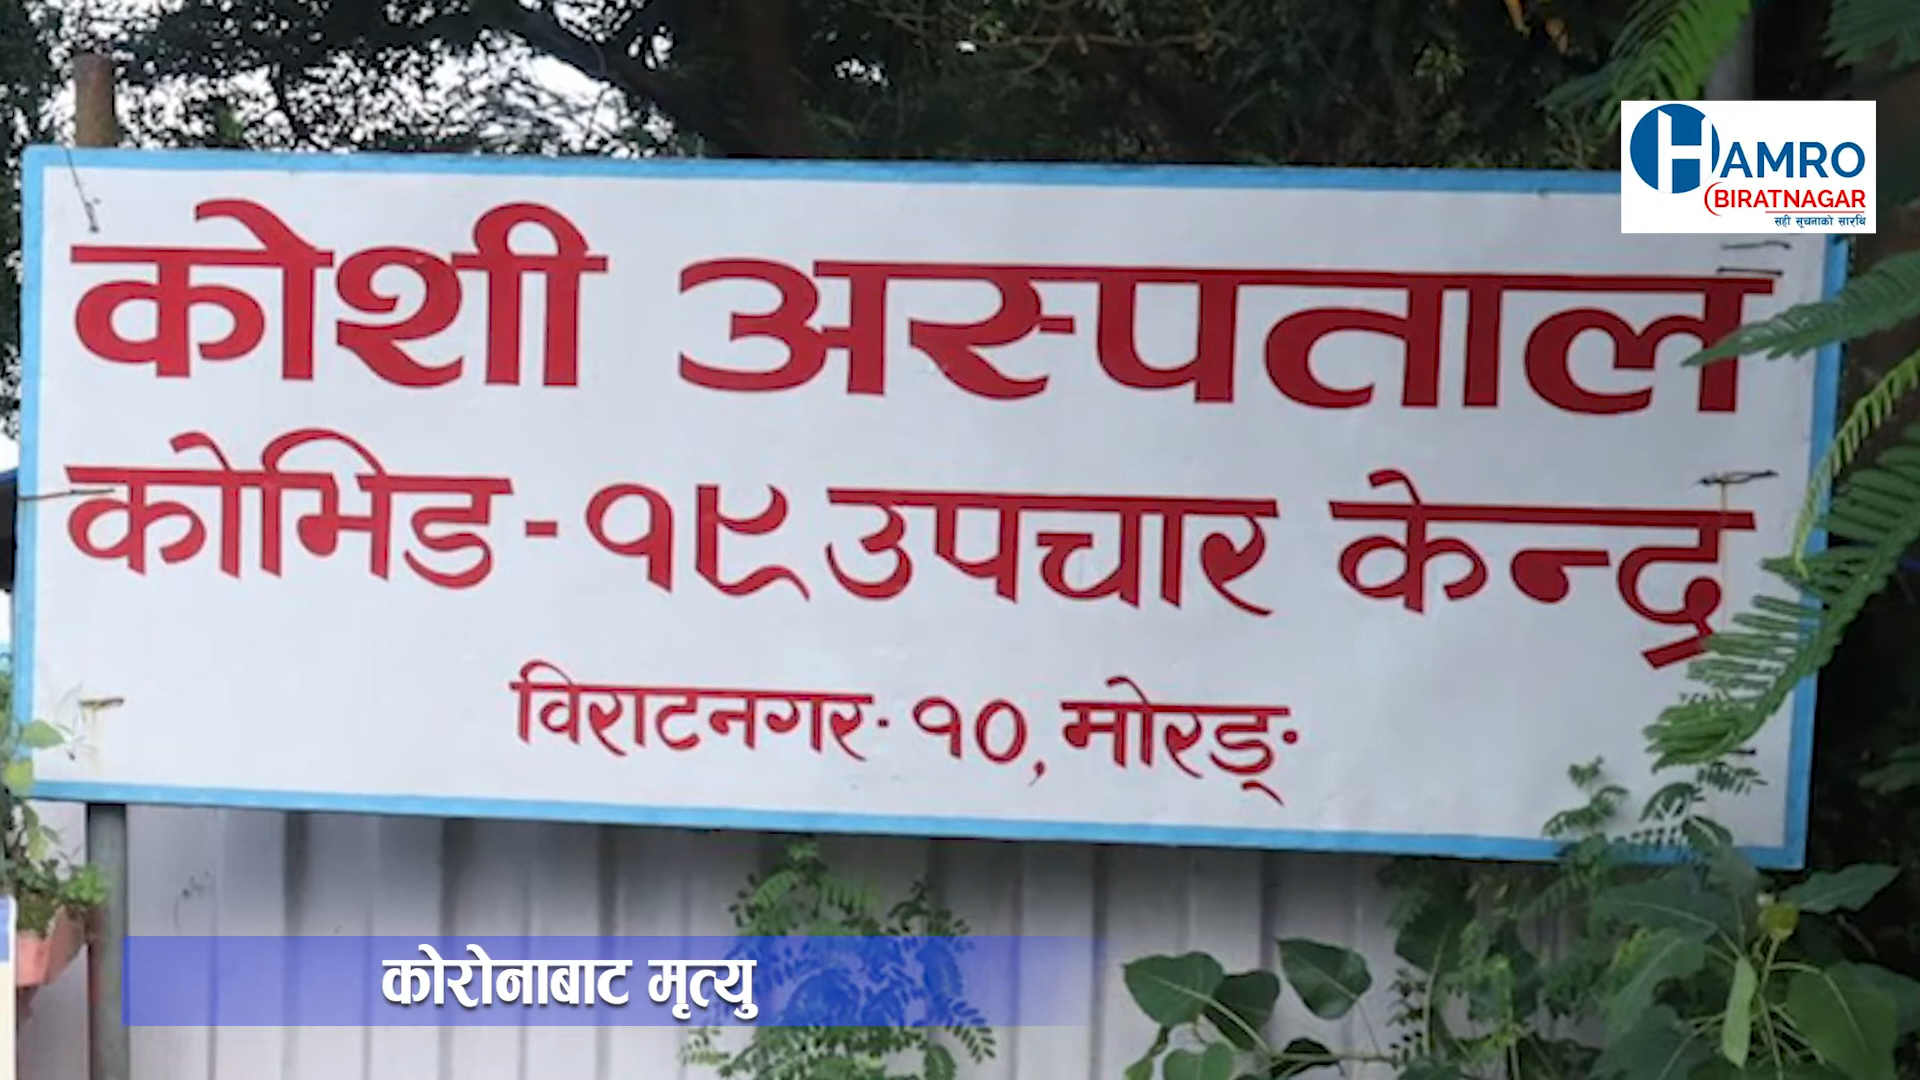 HAMRO
BIRATNAGAR
सही सूचनाको सारथि
कोशी अस्पताल
कोभिड-१९ उपचार केन्द्र
विराटनगर-१०, मोरङ्
कोरोनाबाट मृत्यु